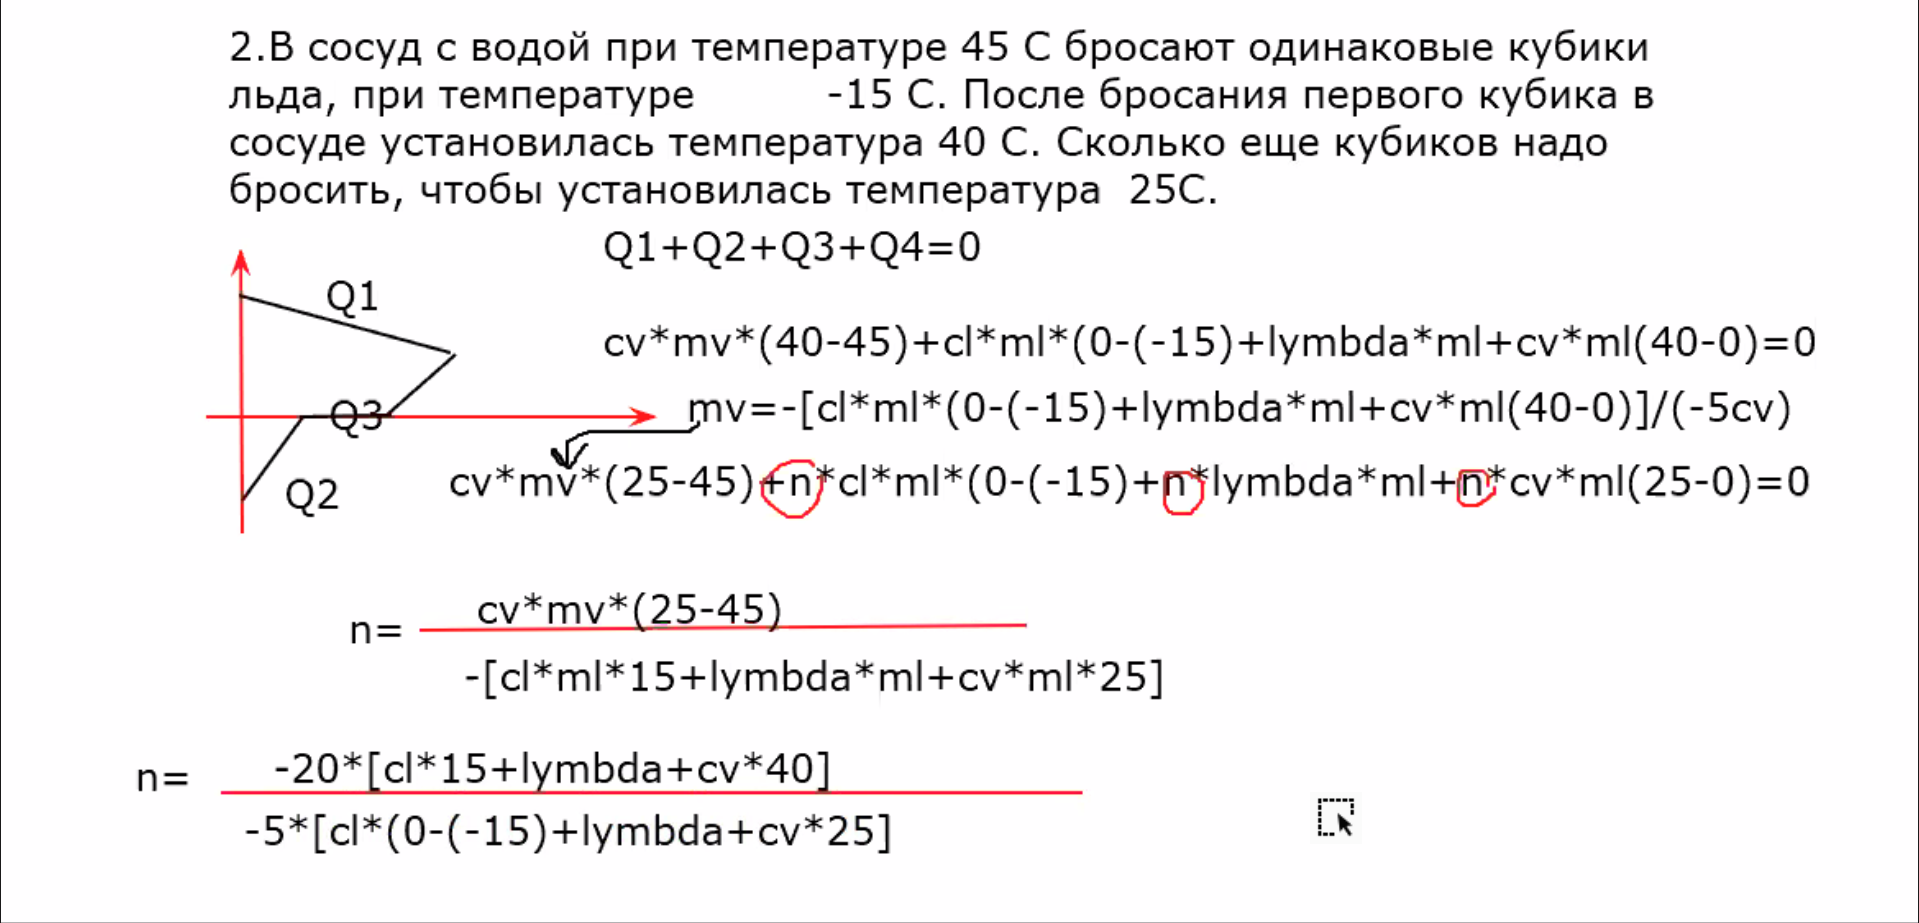 2.В сосуд с водой при температуре 45 С бросают одинаковые кубики
льда, при температуре -15 С. После бросания первого кубика в
сосуде установилась температура 40 С. Сколько еще кубиков надо
бросить, чтобы установилась температура 25С.
Q1+Q2+Q3+Q4=0
Q1
cv*mv*(40-45)+cl*ml*(0-(-15)+lymbda*ml+cv*ml(40-0)=0
mv=-[cl*ml*(0-(-15)+lymbda*ml+cv*ml(40-0)]/(-5cv)
Q3
cv*mv*(25-45)+n*cl*ml*(0-(-15)+n*lymbda*ml+n*cv*ml(25-0)=0
Q2
n= cv*mv*(25-45)
-[cl*ml*15+lymbda*ml+cv*ml*25]
n= -20*[cl*15+lymbda+cv*40]
-5*[cl*(0-(-15)+lymbda+cv*25]